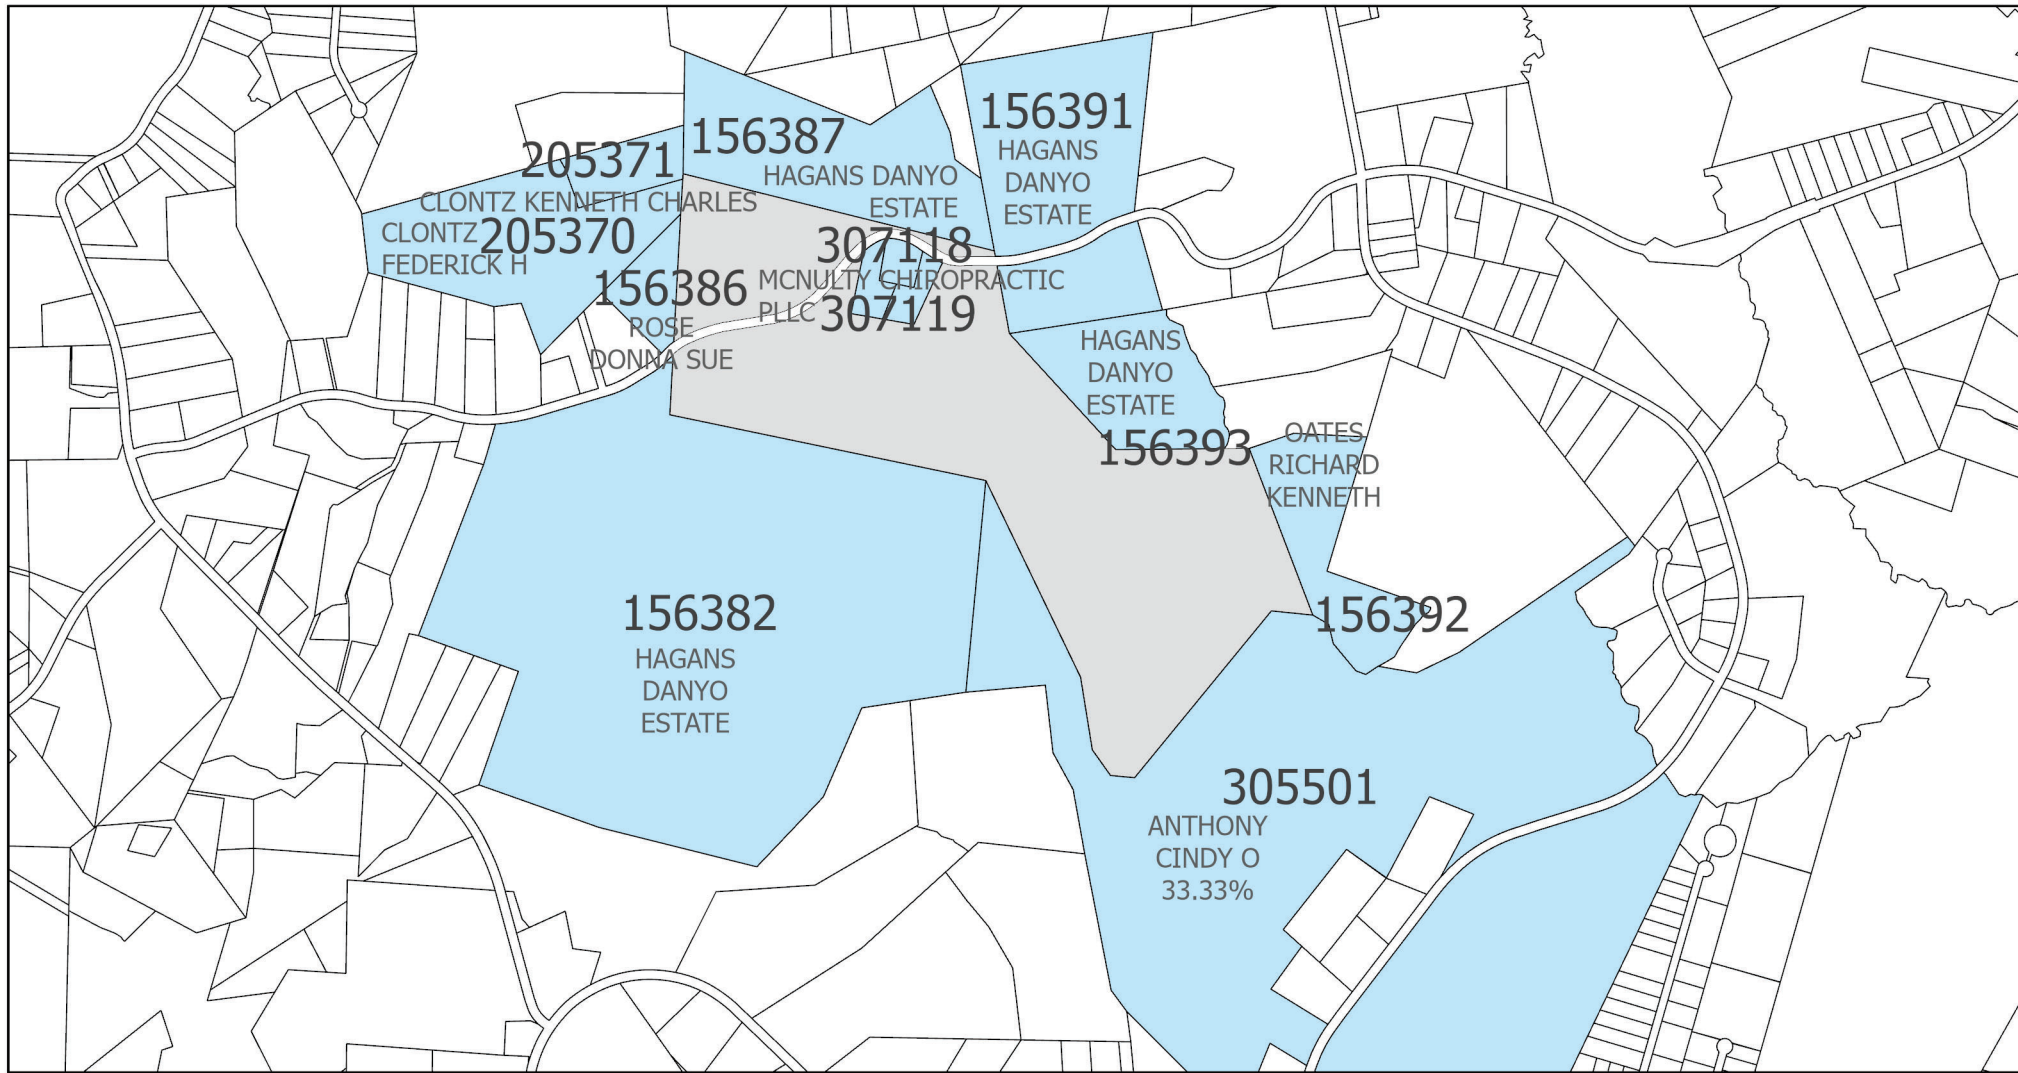 156391
HAGANS
DANYO
ESTATE
156387
HAGANS DANYO
ESTATE
205371
CLONTZ KENNETH CHARLES
CLONTZ
FEDERICK H
205370
156386
ROSE
DONNA SUE
307118
MCNULTY CHIROPRACTIC
PLLC
307119
HAGANS
DANYO
ESTATE
156393
OATES
RICHARD
KENNETH
156392
156382
HAGANS
DANYO
ESTATE
305501
ANTHONY
CINDY O
33.33%